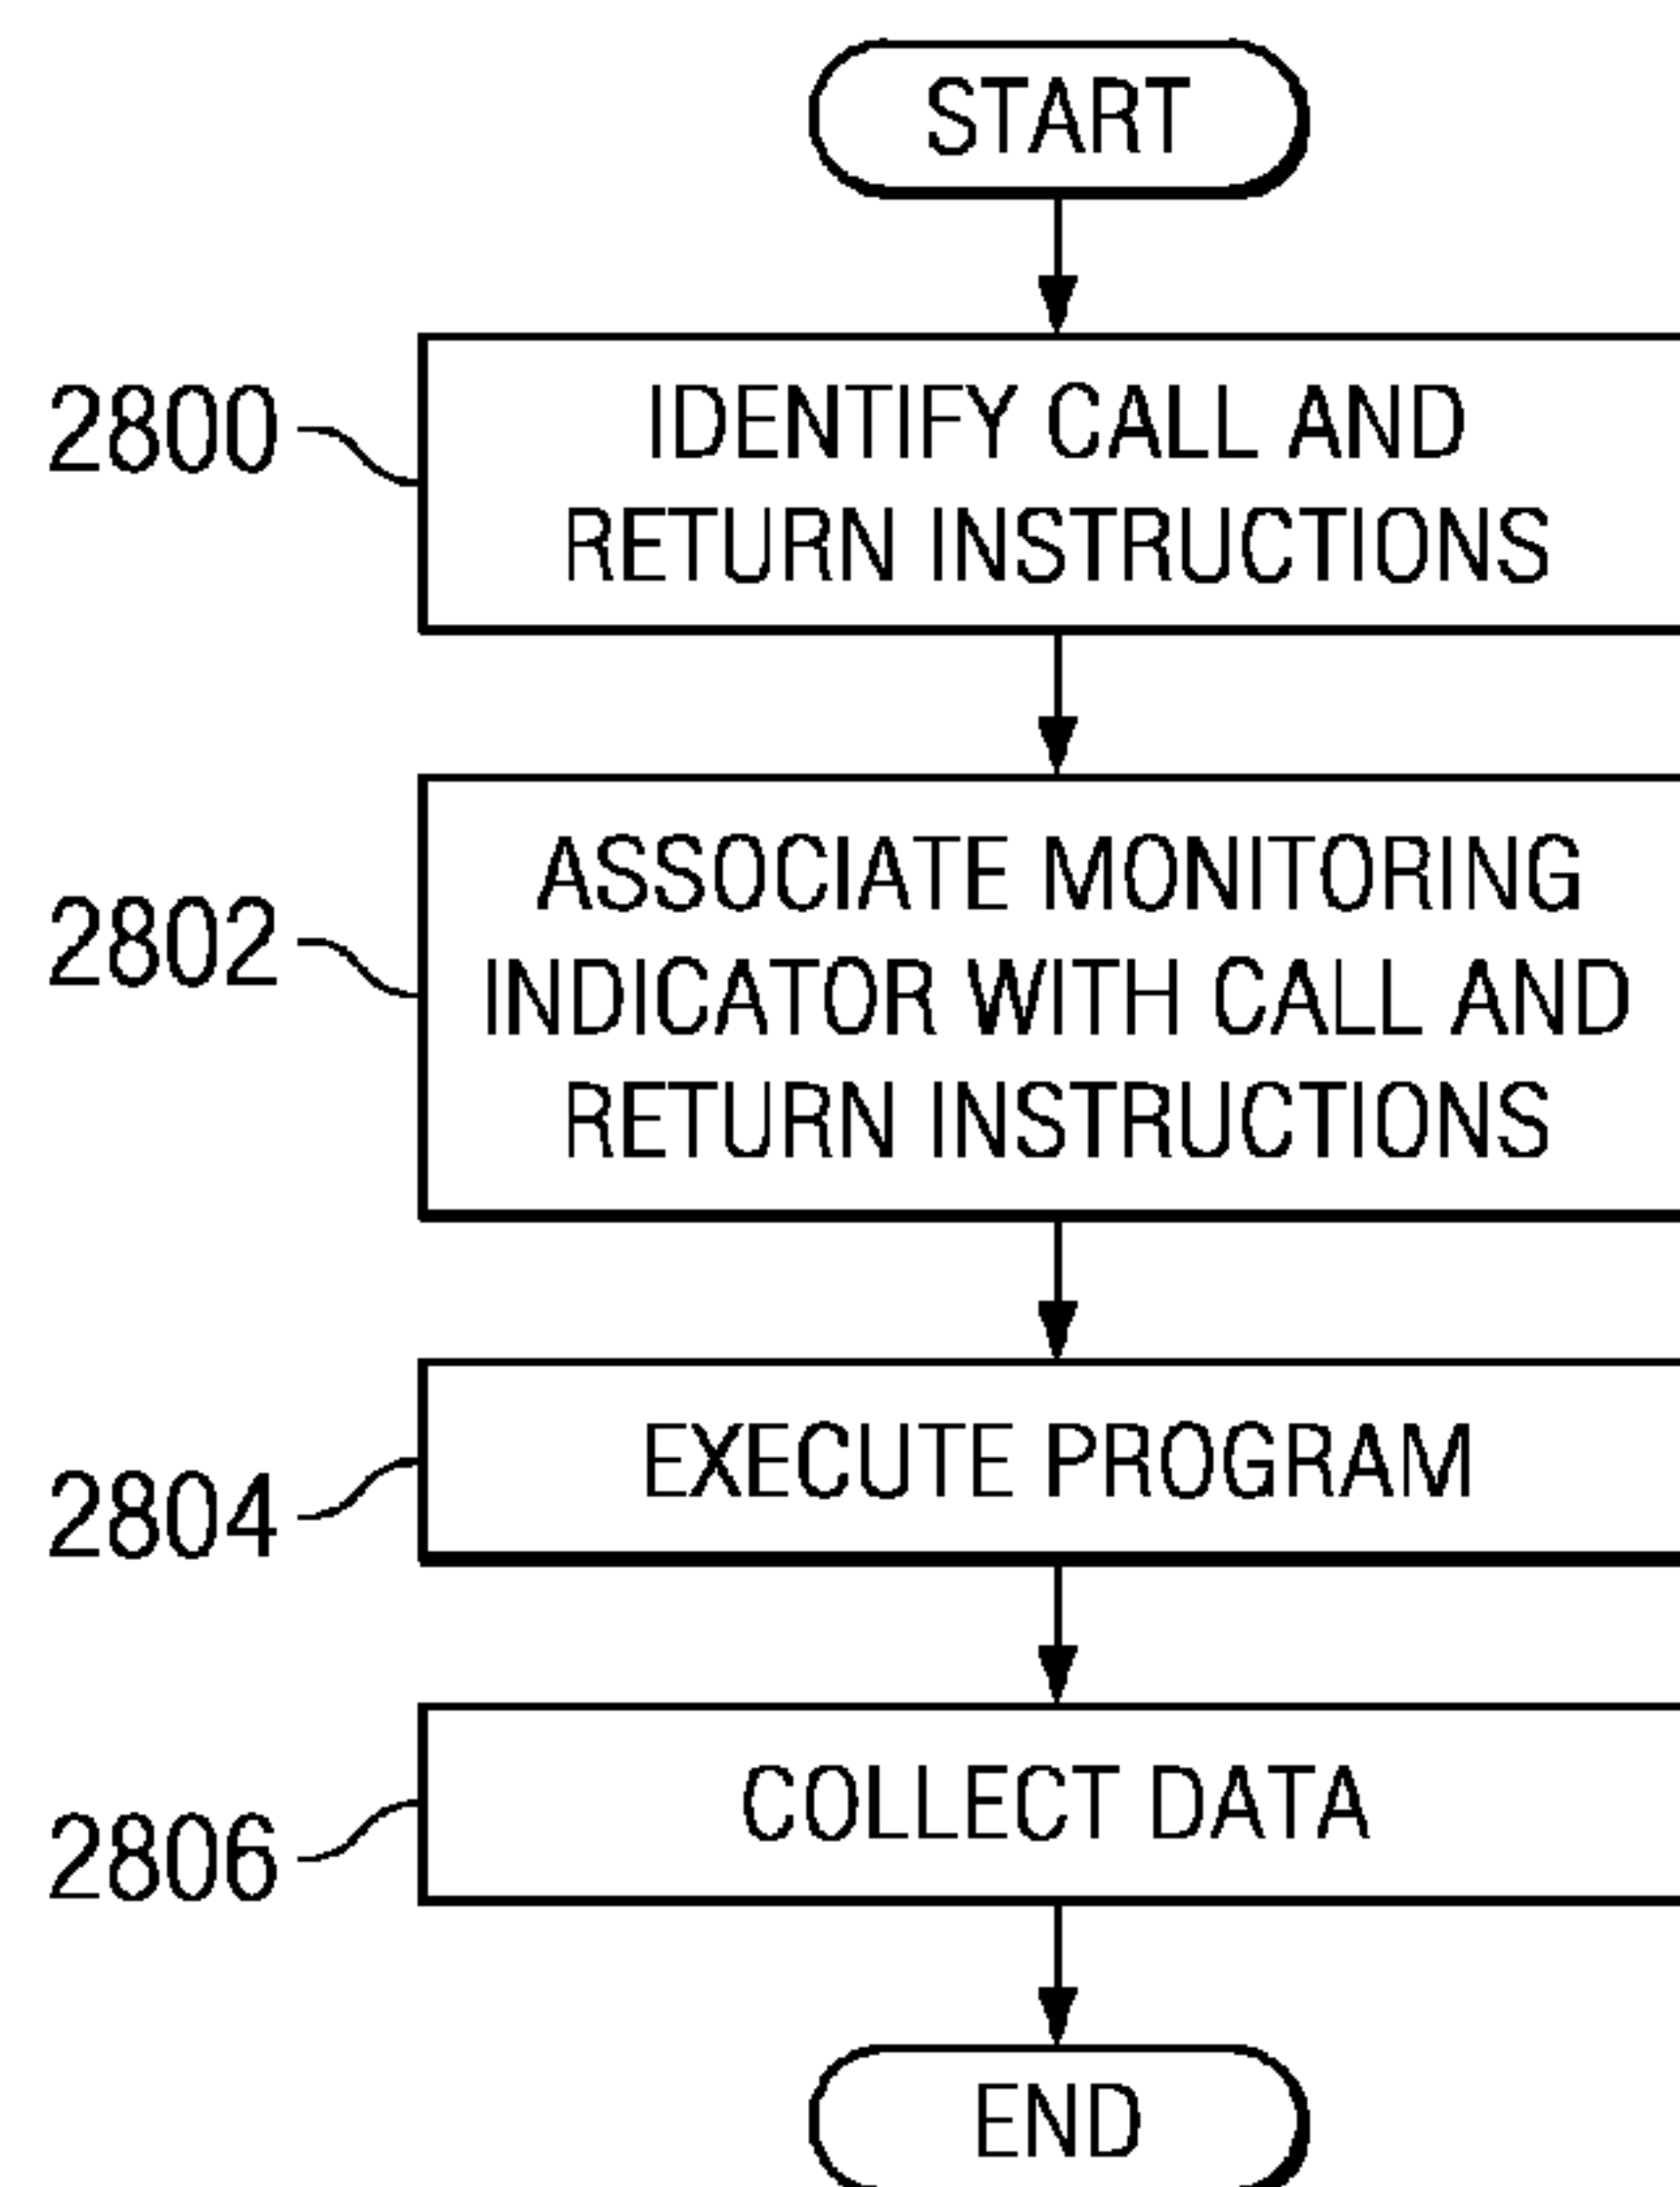 START
2800
IDENTIFY CALL AND
RETURN INSTRUCTIONS
2802
ASSOCIATE MONITORING
INDICATOR WITH CALL AND
RETURN INSTRUCTIONS
2804
EXECUTE PROGRAM
2806
COLLECT DATA
END